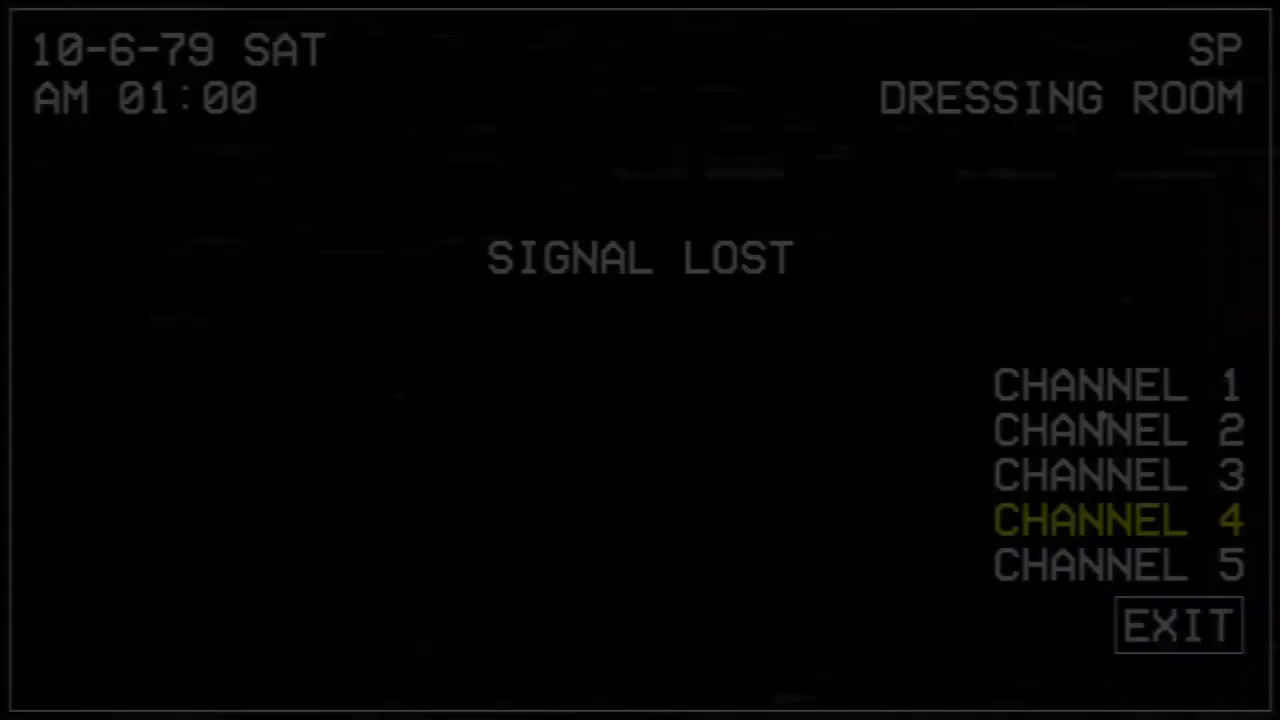 10-6-79 SAT
SP
AM 01:00
DRESSING ROOM
SIGNAL LOST
CHANNEL 1
CHANNEL 2
CHANNEL 3
CHANNEL 4
CHANNEL 5
EXIT